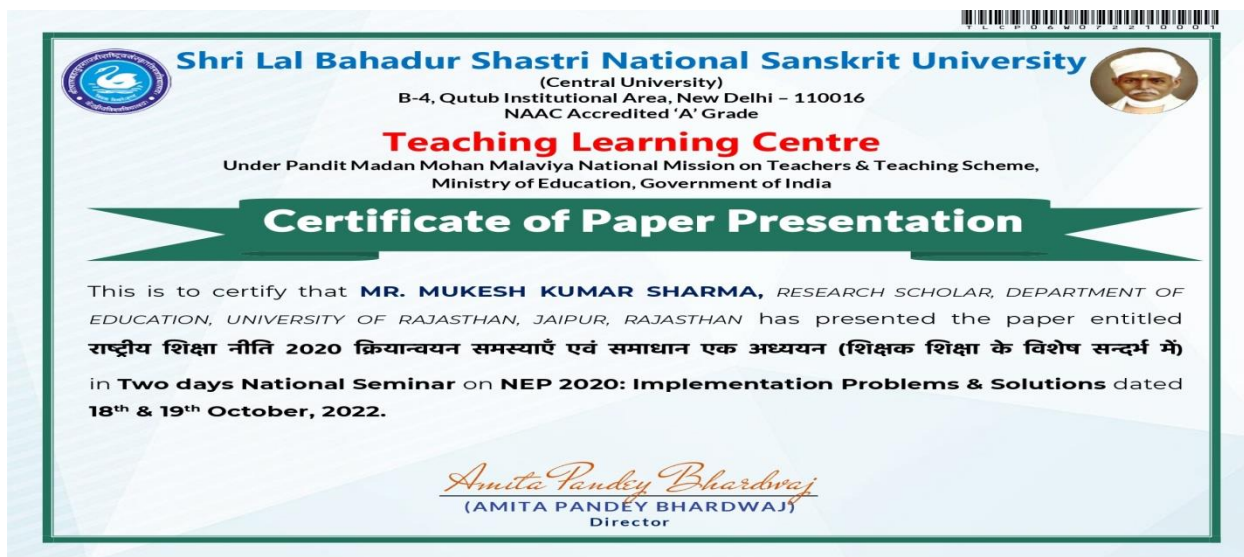 TLCP06W072210001
Shri Lal Bahadur Shastri National Sanskrit University
(Central University)
B-4, Qutub Institutional Area, New Delhi – 110016
NAAC Accredited ‘A’ Grade
Teaching Learning Centre
Under Pandit Madan Mohan Malaviya National Mission on Teachers & Teaching Scheme,
Ministry of Education, Government of India
Certificate of Paper Presentation
This is to certify that MR. MUKESH KUMAR SHARMA, RESEARCH SCHOLAR, DEPARTMENT OF
EDUCATION, UNIVERSITY OF RAJASTHAN, JAIPUR, RAJASTHAN has presented the paper entitled
राष्ट्रीय शिक्षा नीति 2020 क्रियान्वयन समस्याएँ एवं समाधान एक अध्ययन (शिक्षक शिक्षा के विशेष सन्दर्भ में)
in Two days National Seminar on NEP 2020: Implementation Problems & Solutions dated
18th & 19th October, 2022.
Amita Pandey Bhardwaj
(AMITA PANDEY BHARDWAJ)
Director